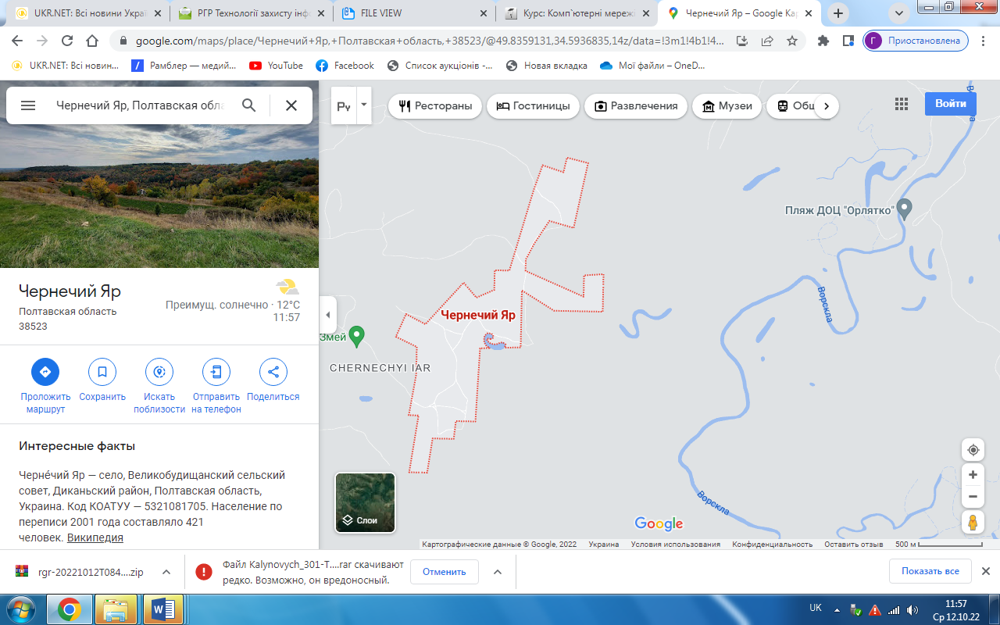 UKR.NET: Всі новини Украї
РГР Технології захисту інфо
FILE VIEW
Курс: Комп`ютерні мережі
Чернечий Яр – Google Кар
google.com/maps/place/Чернечий+Яр,+Полтавская+область,+38523/@49.8359131,34.5936835,14z/data=!3m1!4b1!4...
Г Приостановлена
UKR.NET: Всі новин...
Рамблер — медий...
YouTube
Facebook
Список аукціонів -...
Новая вкладка
Мої файли – OneD...
Чернечий Яр, Полтавская обла
Ру
Рестораны
Гостиницы
Развлечения
Музеи
Общ
Войти
Пляж ДОЦ "Орлятко"
Чернечий Яр
Полтавская область
38523
Преимущ. солнечно · 12°C
11:57
Чернечий Яр
Змей
CHERNECHYI IAR
Ворскла
Ворскла
Проложить маршрут
Сохранить
Искать поблизости
Отправить на телефон
Поделиться
Интересные факты
Черне́чий Яр — село, Великобудищанский сельский
совет, Диканьский район, Полтавская область,
Украина. Код КОАТУУ — 5321081705. Население по
переписи 2001 года составляло 421
человек. Википедия
Слои
Google
Картографические данные © Google, 2022
Украина
Условия использования
Конфиденциальность
Оставить отзыв
500 м
rgr-20221012T084....zip
Файл Kalynovych_301-T....rar скачивают
редко. Возможно, он вредоносный.
Отменить
Показать все
UK
11:57
Ср 12.10.22